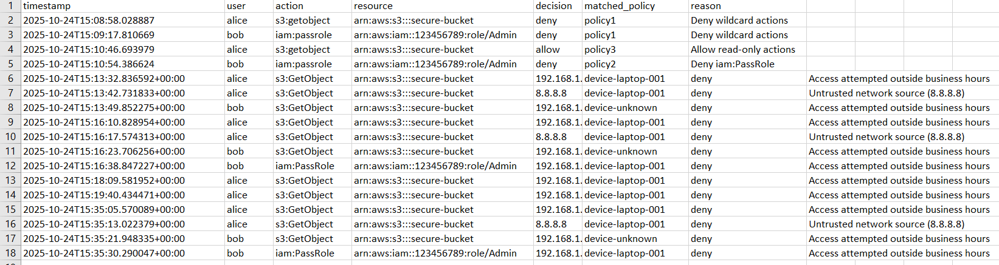 1 timestamp user action resource decision matched_policy reason
2 2025-10-24T15:08:58.028887 alice s3:getobject arn:aws:s3:::secure-bucket deny policy1 Deny wildcard actions
3 2025-10-24T15:09:17.810669 bob iam:passrole arn:aws:iam::123456789:role/Admin deny policy1 Deny wildcard actions
4 2025-10-24T15:10:46.693979 alice s3:getobject arn:aws:s3:::secure-bucket allow policy3 Allow read-only actions
5 2025-10-24T15:10:54.386624 bob iam:passrole arn:aws:iam::123456789:role/Admin deny policy2 Deny iam:PassRole
6 2025-10-24T15:13:32.836592+00:00 alice s3:GetObject arn:aws:s3:::secure-bucket 192.168.1. device-laptop-001 deny Access attempted outside business hours
7 2025-10-24T15:13:42.731833+00:00 alice s3:GetObject arn:aws:s3:::secure-bucket 8.8.8.8 device-laptop-001 deny Untrusted network source (8.8.8.8)
8 2025-10-24T15:13:49.852275+00:00 bob s3:GetObject arn:aws:s3:::secure-bucket 192.168.1. device-unknown deny Access attempted outside business hours
9 2025-10-24T15:16:10.828954+00:00 alice s3:GetObject arn:aws:s3:::secure-bucket 192.168.1. device-laptop-001 deny Access attempted outside business hours
10 2025-10-24T15:16:17.574313+00:00 alice s3:GetObject arn:aws:s3:::secure-bucket 8.8.8.8 device-laptop-001 deny Untrusted network source (8.8.8.8)
11 2025-10-24T15:16:23.706256+00:00 bob s3:GetObject arn:aws:s3:::secure-bucket 192.168.1. device-unknown deny Access attempted outside business hours
12 2025-10-24T15:16:38.847227+00:00 bob iam:PassRole arn:aws:iam::123456789:role/Admin 192.168.1. device-laptop-001 deny Access attempted outside business hours
13 2025-10-24T15:18:09.581952+00:00 alice s3:GetObject arn:aws:s3:::secure-bucket 192.168.1. device-laptop-001 deny Access attempted outside business hours
14 2025-10-24T15:19:40.434471+00:00 alice s3:GetObject arn:aws:s3:::secure-bucket 192.168.1. device-laptop-001 deny Access attempted outside business hours
15 2025-10-24T15:35:05.570089+00:00 alice s3:GetObject arn:aws:s3:::secure-bucket 192.168.1. device-laptop-001 deny Access attempted outside business hours
16 2025-10-24T15:35:13.022379+00:00 alice s3:GetObject arn:aws:s3:::secure-bucket 8.8.8.8 device-laptop-001 deny Untrusted network source (8.8.8.8)
17 2025-10-24T15:35:21.948335+00:00 bob s3:GetObject arn:aws:s3:::secure-bucket 192.168.1. device-unknown deny Access attempted outside business hours
18 2025-10-24T15:35:30.290047+00:00 bob iam:PassRole arn:aws:iam::123456789:role/Admin 192.168.1. device-laptop-001 deny Access attempted outside business hours